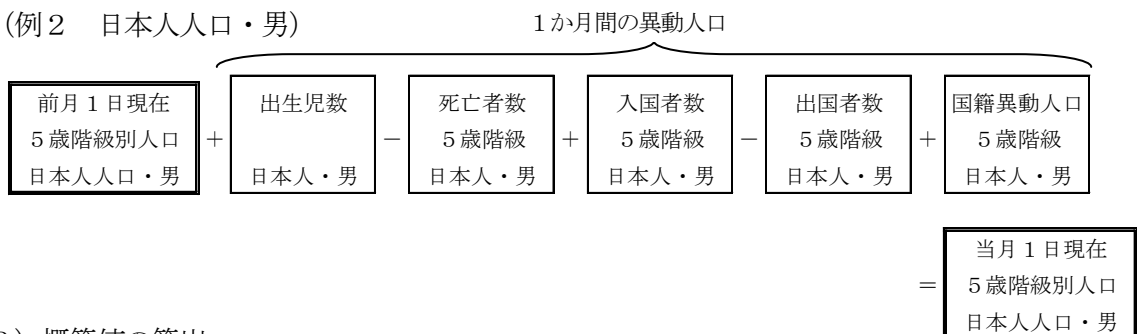 (例2 日本人人口・男)
1か月間の異動人口
前月1日現在
5歳階級別人口
日本人人口・男
+
出生児数
日本人・男
−
死亡者数
5歳階級
日本人・男
+
入国者数
5歳階級
日本人・男
−
出国者数
5歳階級
日本人・男
+
国籍異動人口
5歳階級
日本人・男
=
当月1日現在
5歳階級別人口
日本人人口・男